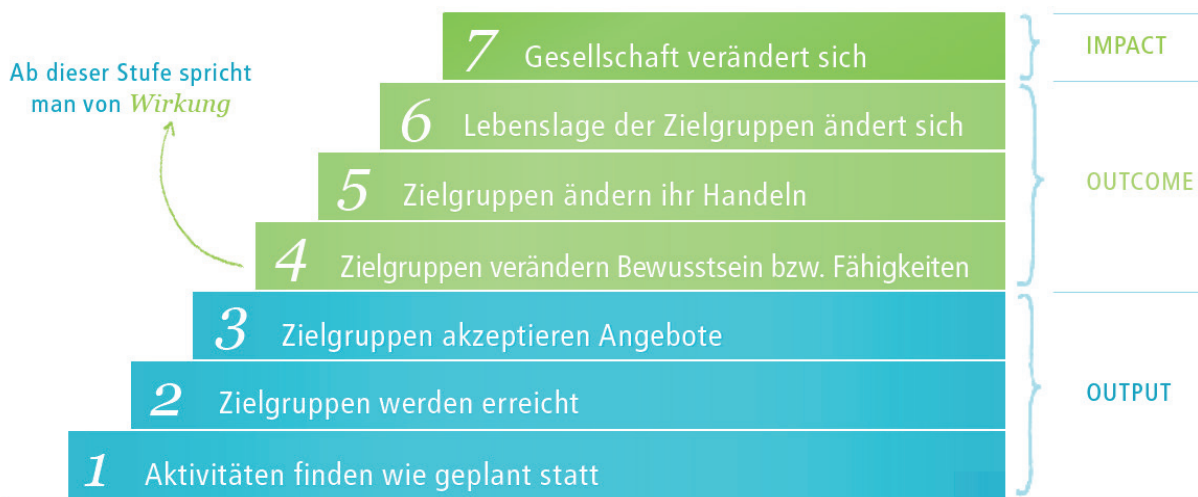 7 Gesellschaft verändert sich
IMPACT
Ab dieser Stufe spricht
man von Wirkung
6 Lebenslage der Zielgruppen ändert sich
5 Zielgruppen ändern ihr Handeln
OUTCOME
4 Zielgruppen verändern Bewusstsein bzw. Fähigkeiten
3 Zielgruppen akzeptieren Angebote
2 Zielgruppen werden erreicht
OUTPUT
1 Aktivitäten finden wie geplant statt